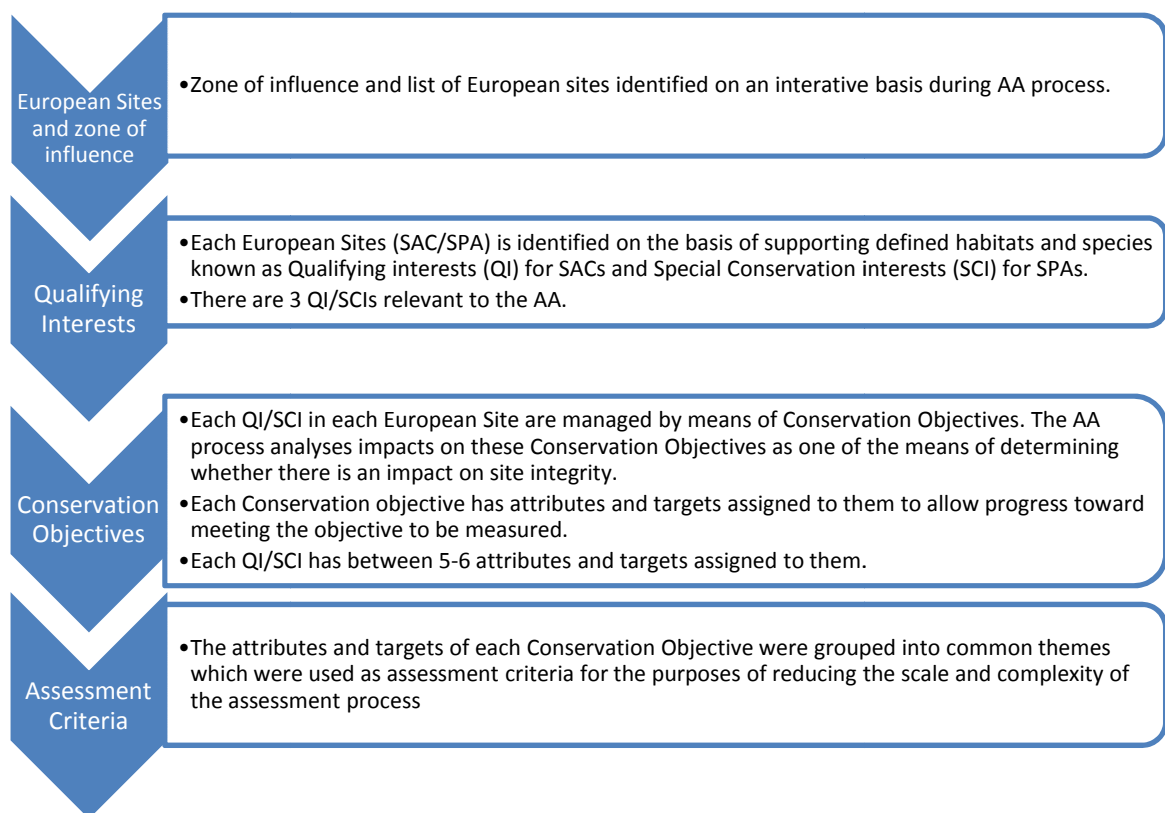 European Sites
and zone of
influence
•Zone of influence and list of European sites identified on an interative basis during AA process.
Qualifying
Interests
•Each European Sites (SAC/SPA) is identified on the basis of supporting defined habitats and species
known as Qualifying interests (QI) for SACs and Special Conservation interests (SCI) for SPAs.
•There are 3 QI/SCIs relevant to the AA.
Conservation
Objectives
•Each QI/SCI in each European Site are managed by means of Conservation Objectives. The AA
process analyses impacts on these Conservation Objectives as one of the means of determining
whether there is an impact on site integrity.
•Each Conservation objective has attributes and targets assigned to them to allow progress toward
meeting the objective to be measured.
•Each QI/SCI has between 5-6 attributes and targets assigned to them.
Assessment
Criteria
•The attributes and targets of each Conservation Objective were grouped into common themes
which were used as assessment criteria for the purposes of reducing the scale and complexity of
the assessment process